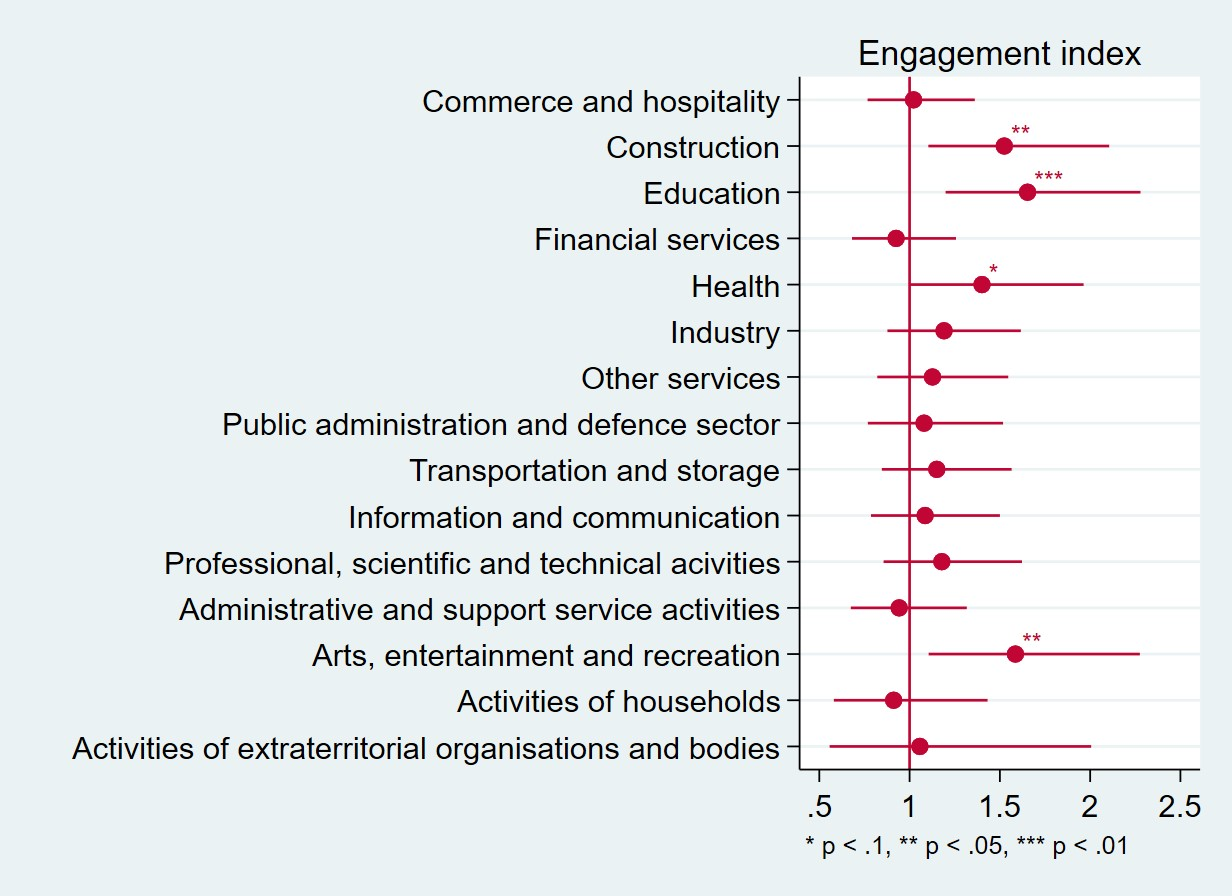 Engagement index
Commerce and hospitality
**
Construction
***
Education
Financial services
*
Health
Industry
Other services
Public administration and defence sector
Transportation and storage
Information and communication
Professional, scientific and technical acivities
Administrative and support service activities
**
Arts, entertainment and recreation
Activities of households
Activities of extraterritorial organisations and bodies
.5 1 1.5 2 2.5
* p < .1, ** p < .05, *** p < .01